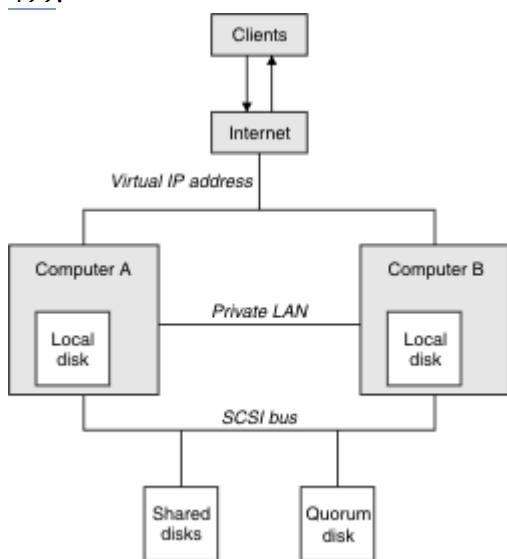 Clients
Internet
Virtual IP address
Computer A
Computer B
Private LAN
Local
disk
Local
disk
SCSI bus
Shared
disks
Quorum
disk